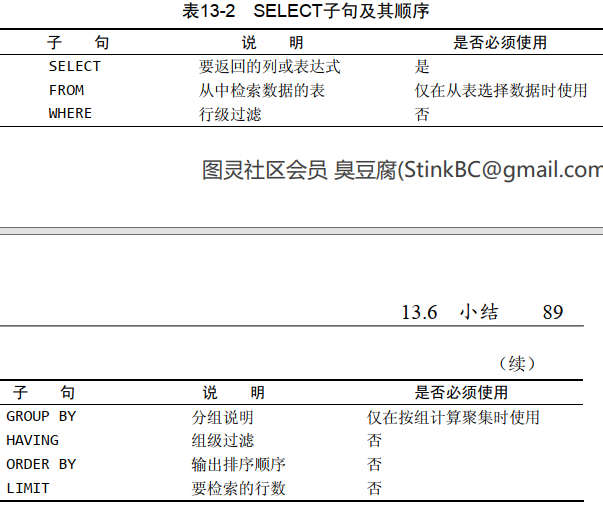 表13-2 SELECT子句及其顺序
子 句 说 明 是否必须使用
SELECT 要返回的列或表达式 是
FROM 从中检索数据的表 仅在从表选择数据时使用
WHERE 行级过滤 否
图灵社区会员 臭豆腐(StinkBC@gmail.com
13.6 小结 89
（续）
子 句 说 明 是否必须使用
GROUP BY 分组说明 仅在按组计算聚集时使用
HAVING 组级过滤 否
ORDER BY 输出排序顺序 否
LIMIT 要检索的行数 否